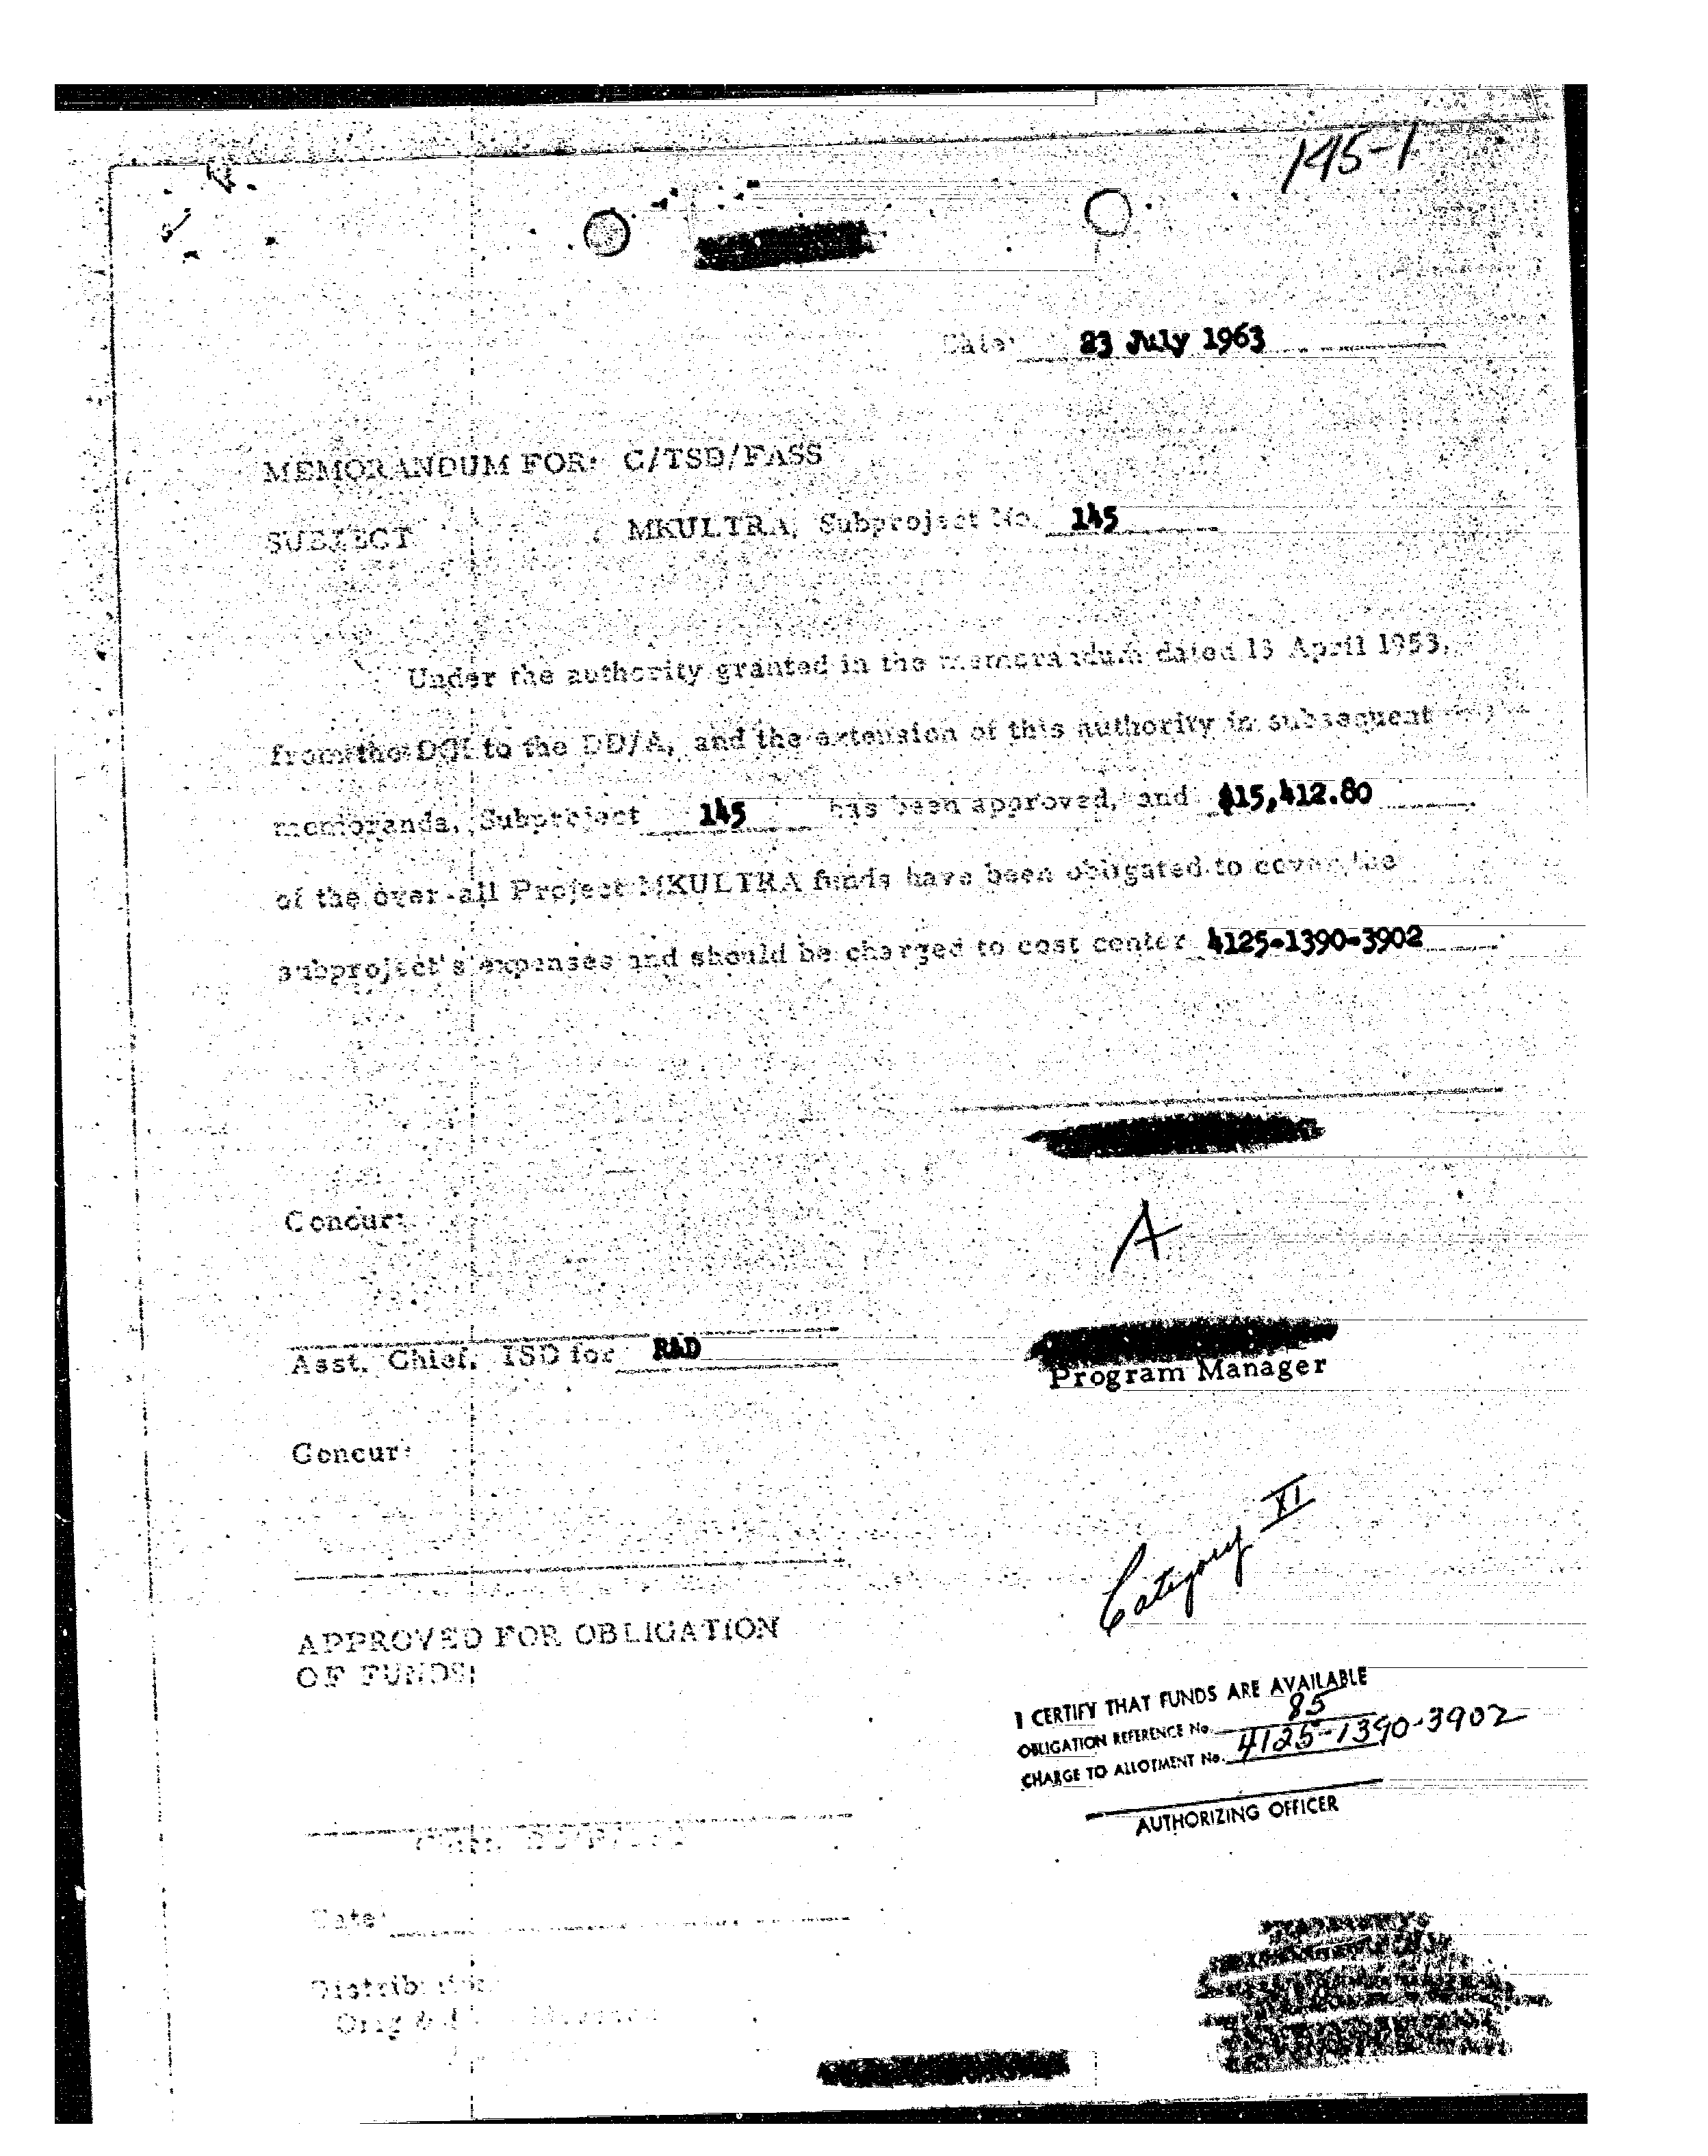 145-1
Date: 23 July 1963
MEMORANDUM FOR: C/TSD/FASS
SUBJECT : MKULTRA, Subproject No. 145
Under the authority granted in the memorandum dated 13 April 1953,
from the DCI to the DD/A, and the extension of this authority in subsequent
memoranda, Subproject 145 has been approved, and $15,412.80
of the over-all Project MKULTRA funds have been obligated to cover the
subproject's expenses and should be charged to cost center 4125-1390-3902
Concur:
A
Asst. Chief, TSD for R&D
Program Manager
Concur:
Category XI
APPROVED FOR OBLIGATION
OF FUNDS:
I CERTIFY THAT FUNDS ARE AVAILABLE
OBLIGATION REFERENCE No. 85
CHARGE TO ALLOTMENT No. 4125-1390-3902
AUTHORIZING OFFICER
Date:
Distribution:
Orig &